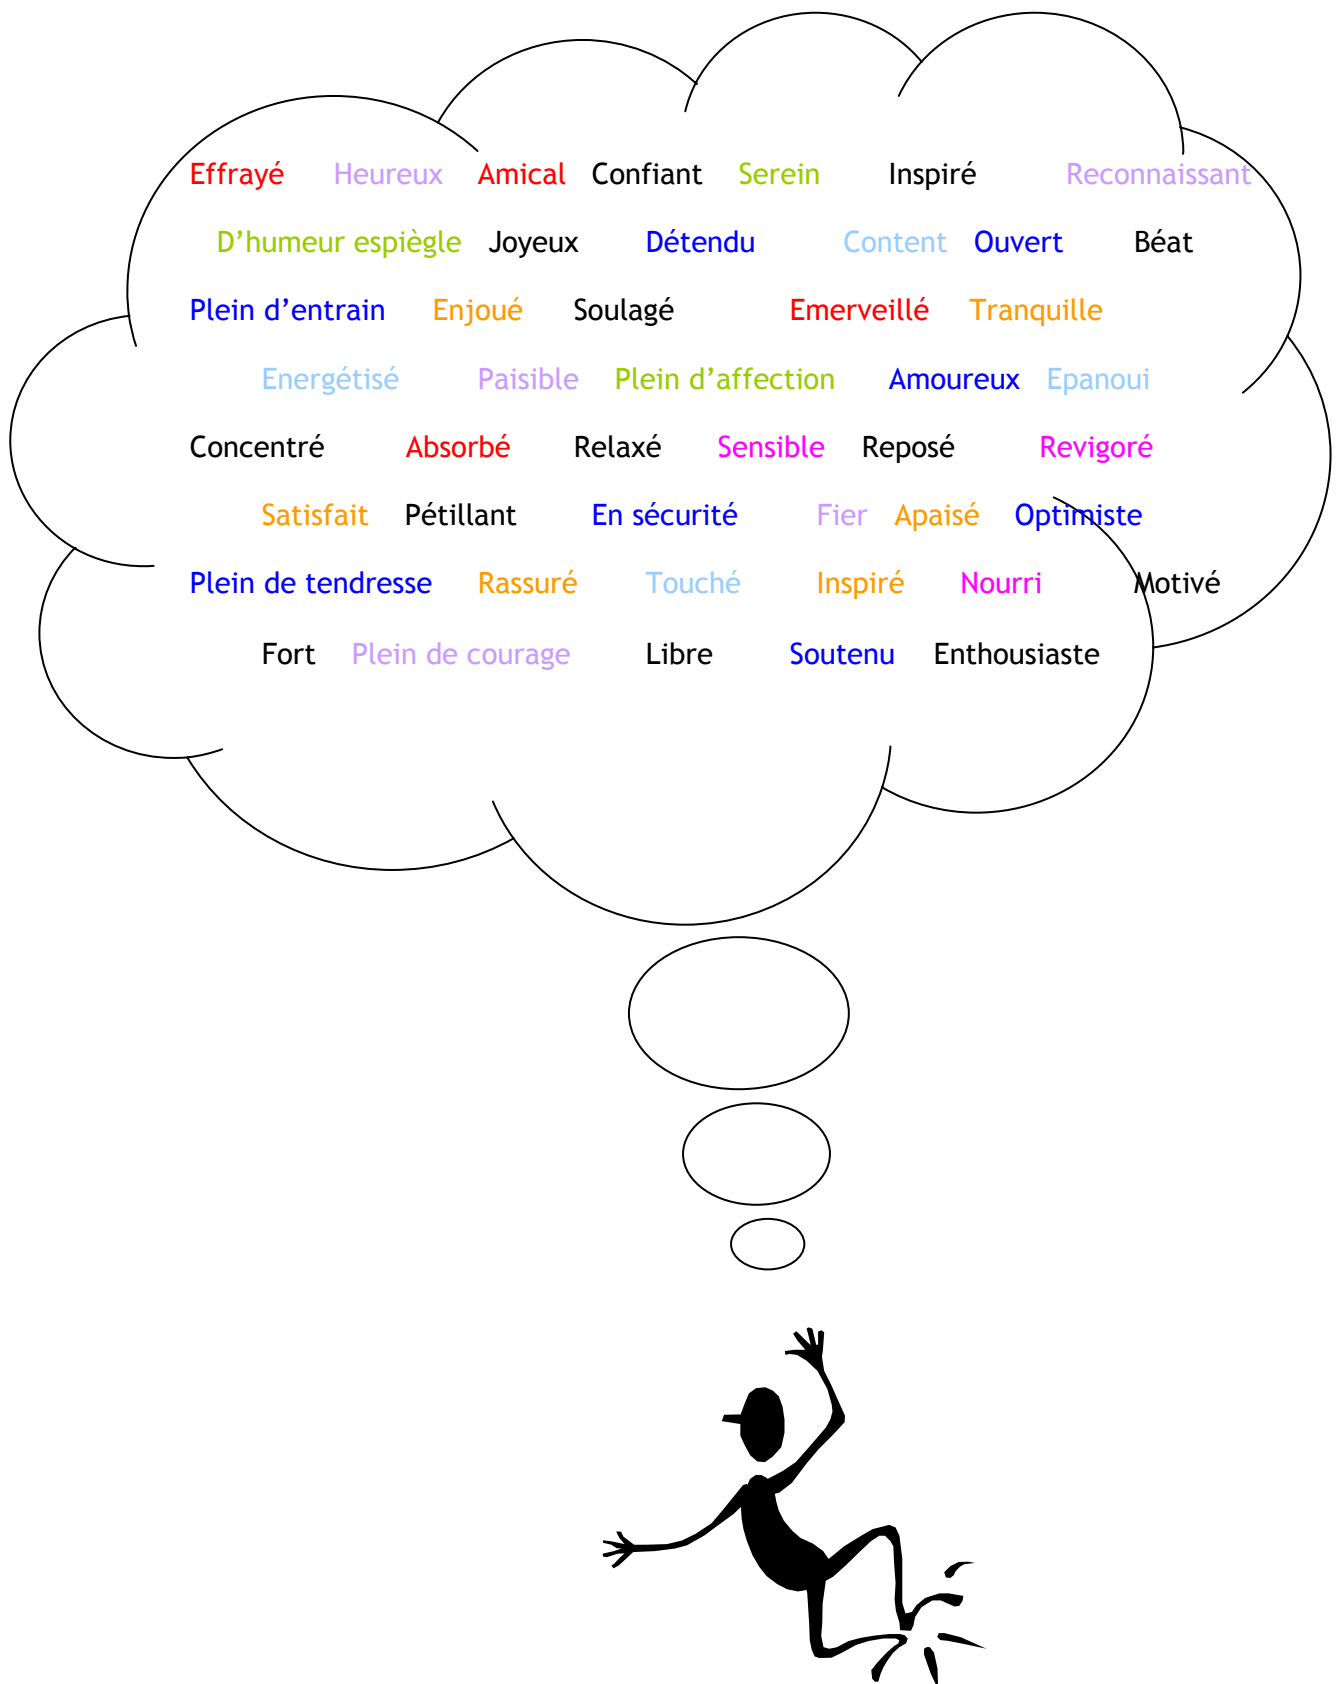 Effrayé Heureux Amical Confiant Serein Inspiré Reconnaissant
D’humeur espiègle Joyeux Détendu Content Ouvert Béat
Plein d’entrain Enjoué Soulagé Emerveillé Tranquille
Energétisé Paisible Plein d’affection Amoureux Epanoui
Concentré Absorbé Relaxé Sensible Reposé Revigoré
Satisfait Pétillant En sécurité Fier Apaisé Optimiste
Plein de tendresse Rassuré Touché Inspiré Nourri Motivé
Fort Plein de courage Libre Soutenu Enthousiaste